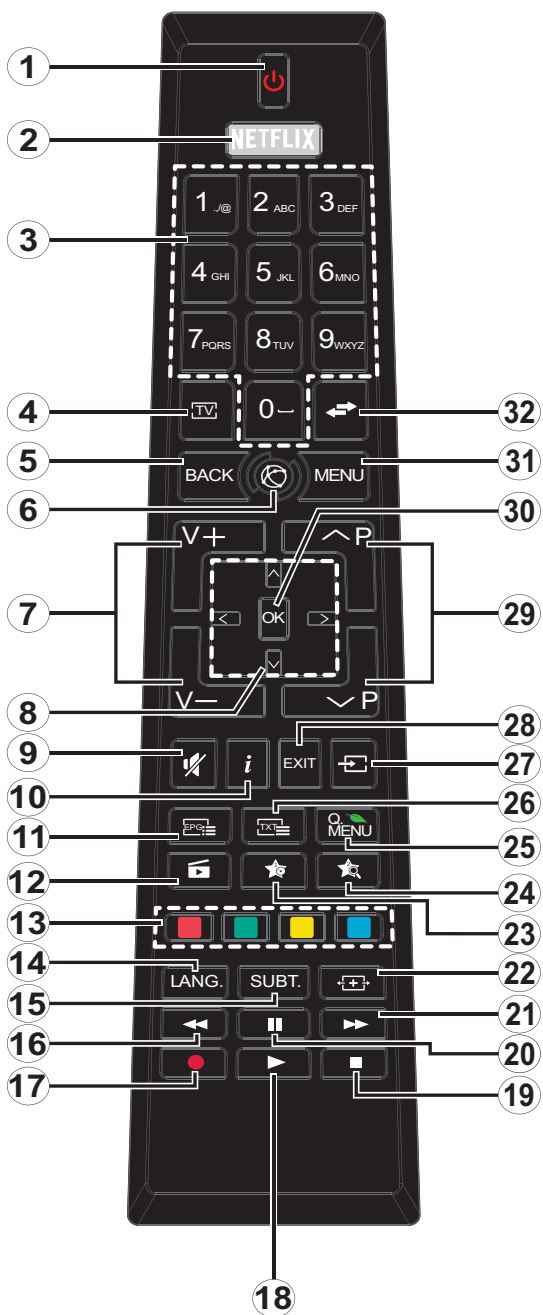 1
2
NETFLIX
1 ../@ 2 ABC 3 DEF
3
4 GHI 5 JKL 6 MNO
7 PQRS 8 TUV 9 WXYZ
4
TV 0
32
5
BACK MENU
31
6
30
V+ P
7
OK
29
V− P
8
28
9
i EXIT
27
10
26
11
EPG TXT Q. MENU
25
12
24
13
23
14
LANG. SUBT.
22
15
21
16
20
17
19
18